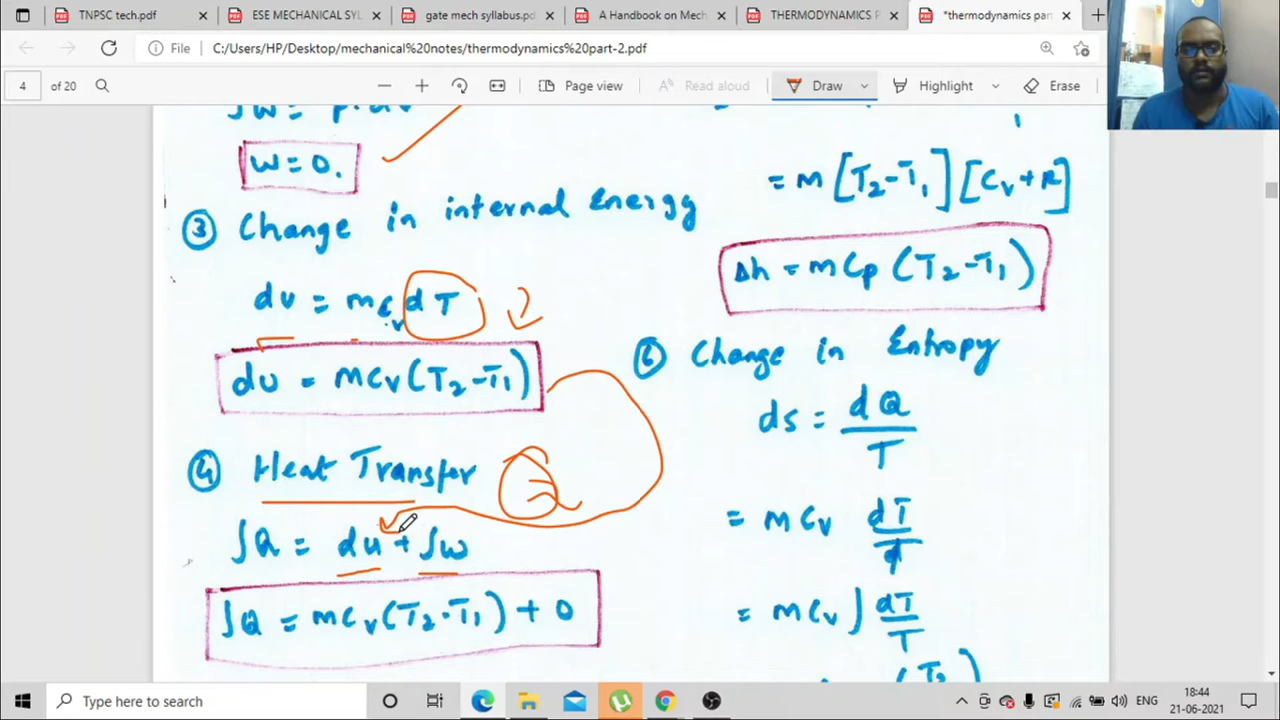 TNPSC tech.pdf
ESE MECHANICAL SYL
gate mech syllabus.pd
A Handbook on Mech
THERMODYNAMICS P
*thermodynamics par
File
C:/Users/HP/Desktop/mechanical%20notes/thermodynamics%20part-2.pdf
4 of 20
Page view
Read aloud
Draw
Highlight
Erase
W = 0.
③ Change in internal Energy
du = mCv dT
du = mCv(T2-T1)
④ Heat Transfer Q
∫Q = du + ∫w
∫Q = mCv(T2-T1) + 0
= m [T2-T1] [Cv+R]
Δh = mCp (T2-T1)
⑥ Change in Entropy
ds = dQ/T
= mCv dT/T
= mCv ∫ dT/T
Type here to search
ENG
18:44
21-06-2021